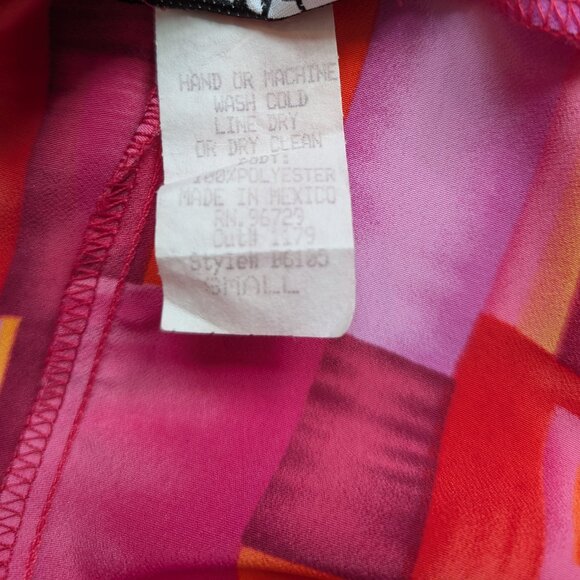 HAND OR MACHINE
WASH COLD
LINE DRY
OR DRY CLEAN
BODY:
100%POLYESTER
MADE IN MEXICO
RN.96729
Cut# 1179
Style#
SMALL